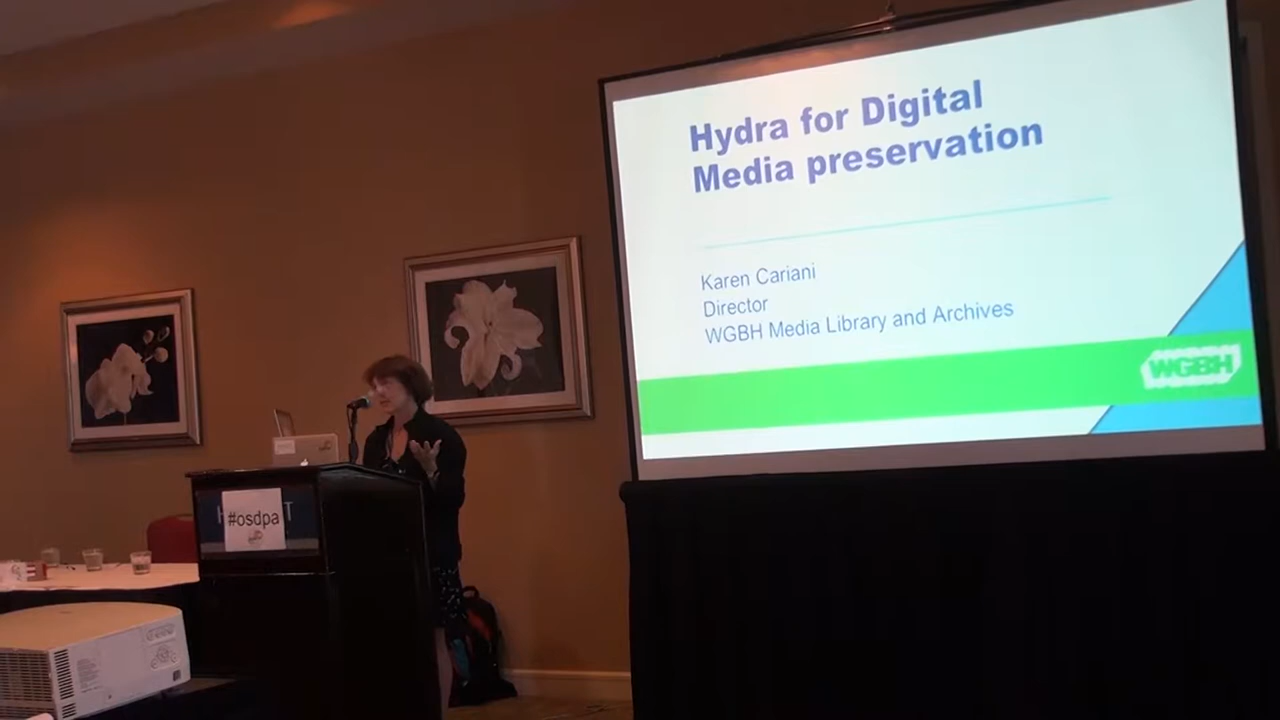 Hydra for Digital
Media preservation
Karen Cariani
Director
WGBH Media Library and Archives
WGBH
#osdpa